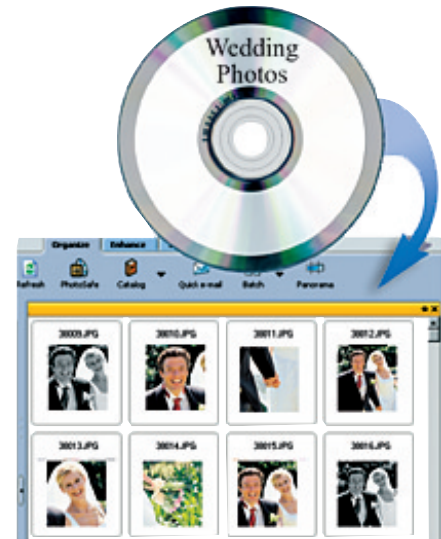 Wedding
Photos
Organize Enhance
Refresh PhotoSafe Catalog Quick e-mail Batch Panorama
30009.JPG 30010.JPG 30011.JPG 30012.JPG
30013.JPG 30014.JPG 30015.JPG 30016.JPG